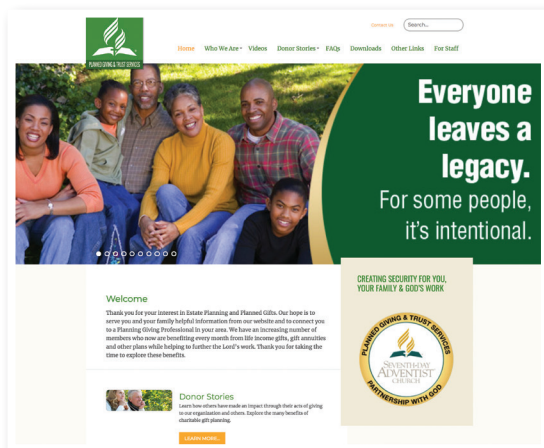 Contact Us
Search...
PLANNED GIVING & TRUST SERVICES
Home Who We Are Videos Donor Stories FAQs Downloads Other Links For Staff
Everyone
leaves a
legacy.
For some people,
it's intentional.
CREATING SECURITY FOR YOU,
YOUR FAMILY & GOD'S WORK
Welcome
Thank you for your interest in Estate Planning and Planned Gifts. Our hope is to
serve you and your family helpful information from our website and to connect you
to a Planning Giving Professional in your area. We have an increasing number of
members who now are benefiting every month from life income gifts, gift annuities
and other plans while helping to further the Lord's work. Thank you for taking the
time to explore these benefits.
PLANNED GIVING & TRUST SERVICES
SEVENTH-DAY
ADVENTIST
CHURCH
PARTNERSHIP WITH GOD
Donor Stories
Learn how others have made an impact through their acts of giving
to our organization and others. Explore the many benefits of
charitable gift planning.
LEARN MORE...